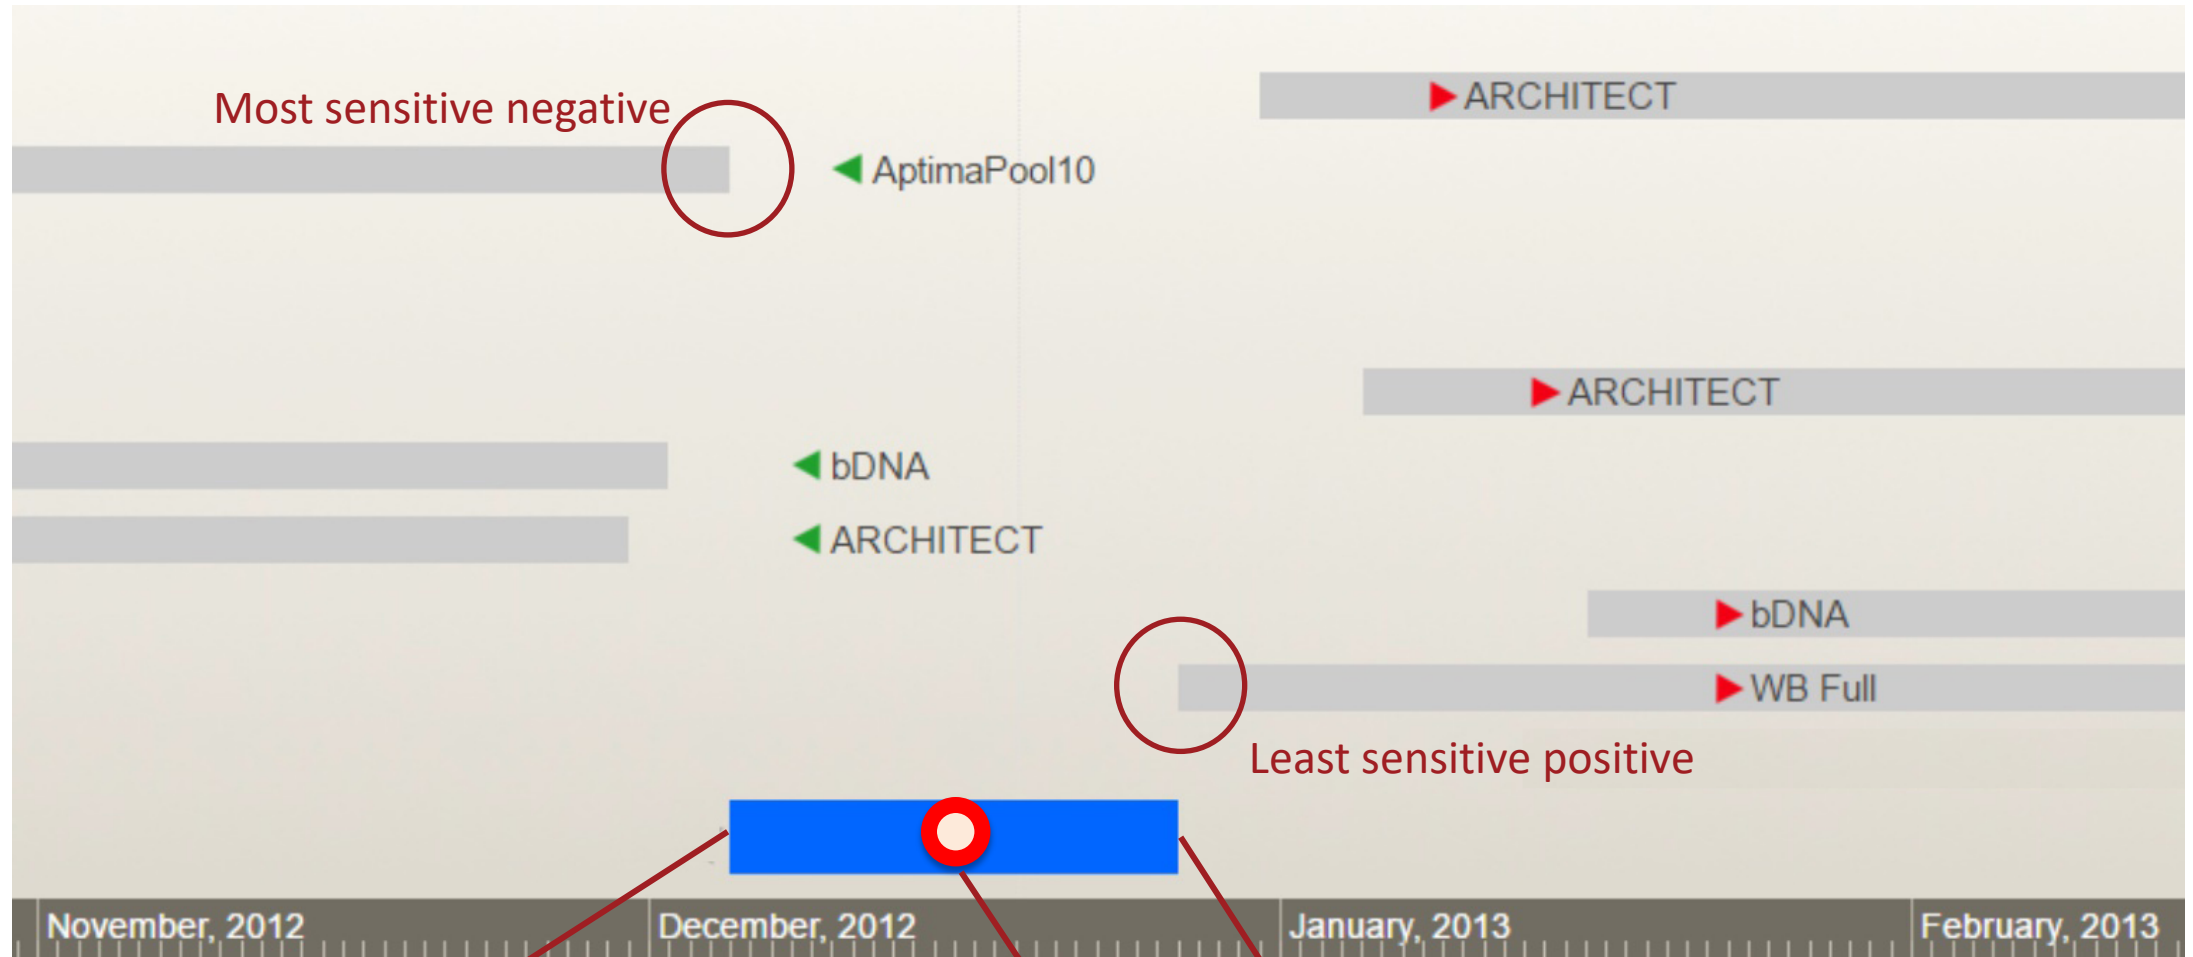 ARCHITECT
Most sensitive negative
AptimaPool10
ARCHITECT
bDNA
ARCHITECT
bDNA
WB Full
Least sensitive positive
November, 2012 December, 2012 January, 2013 February, 2013